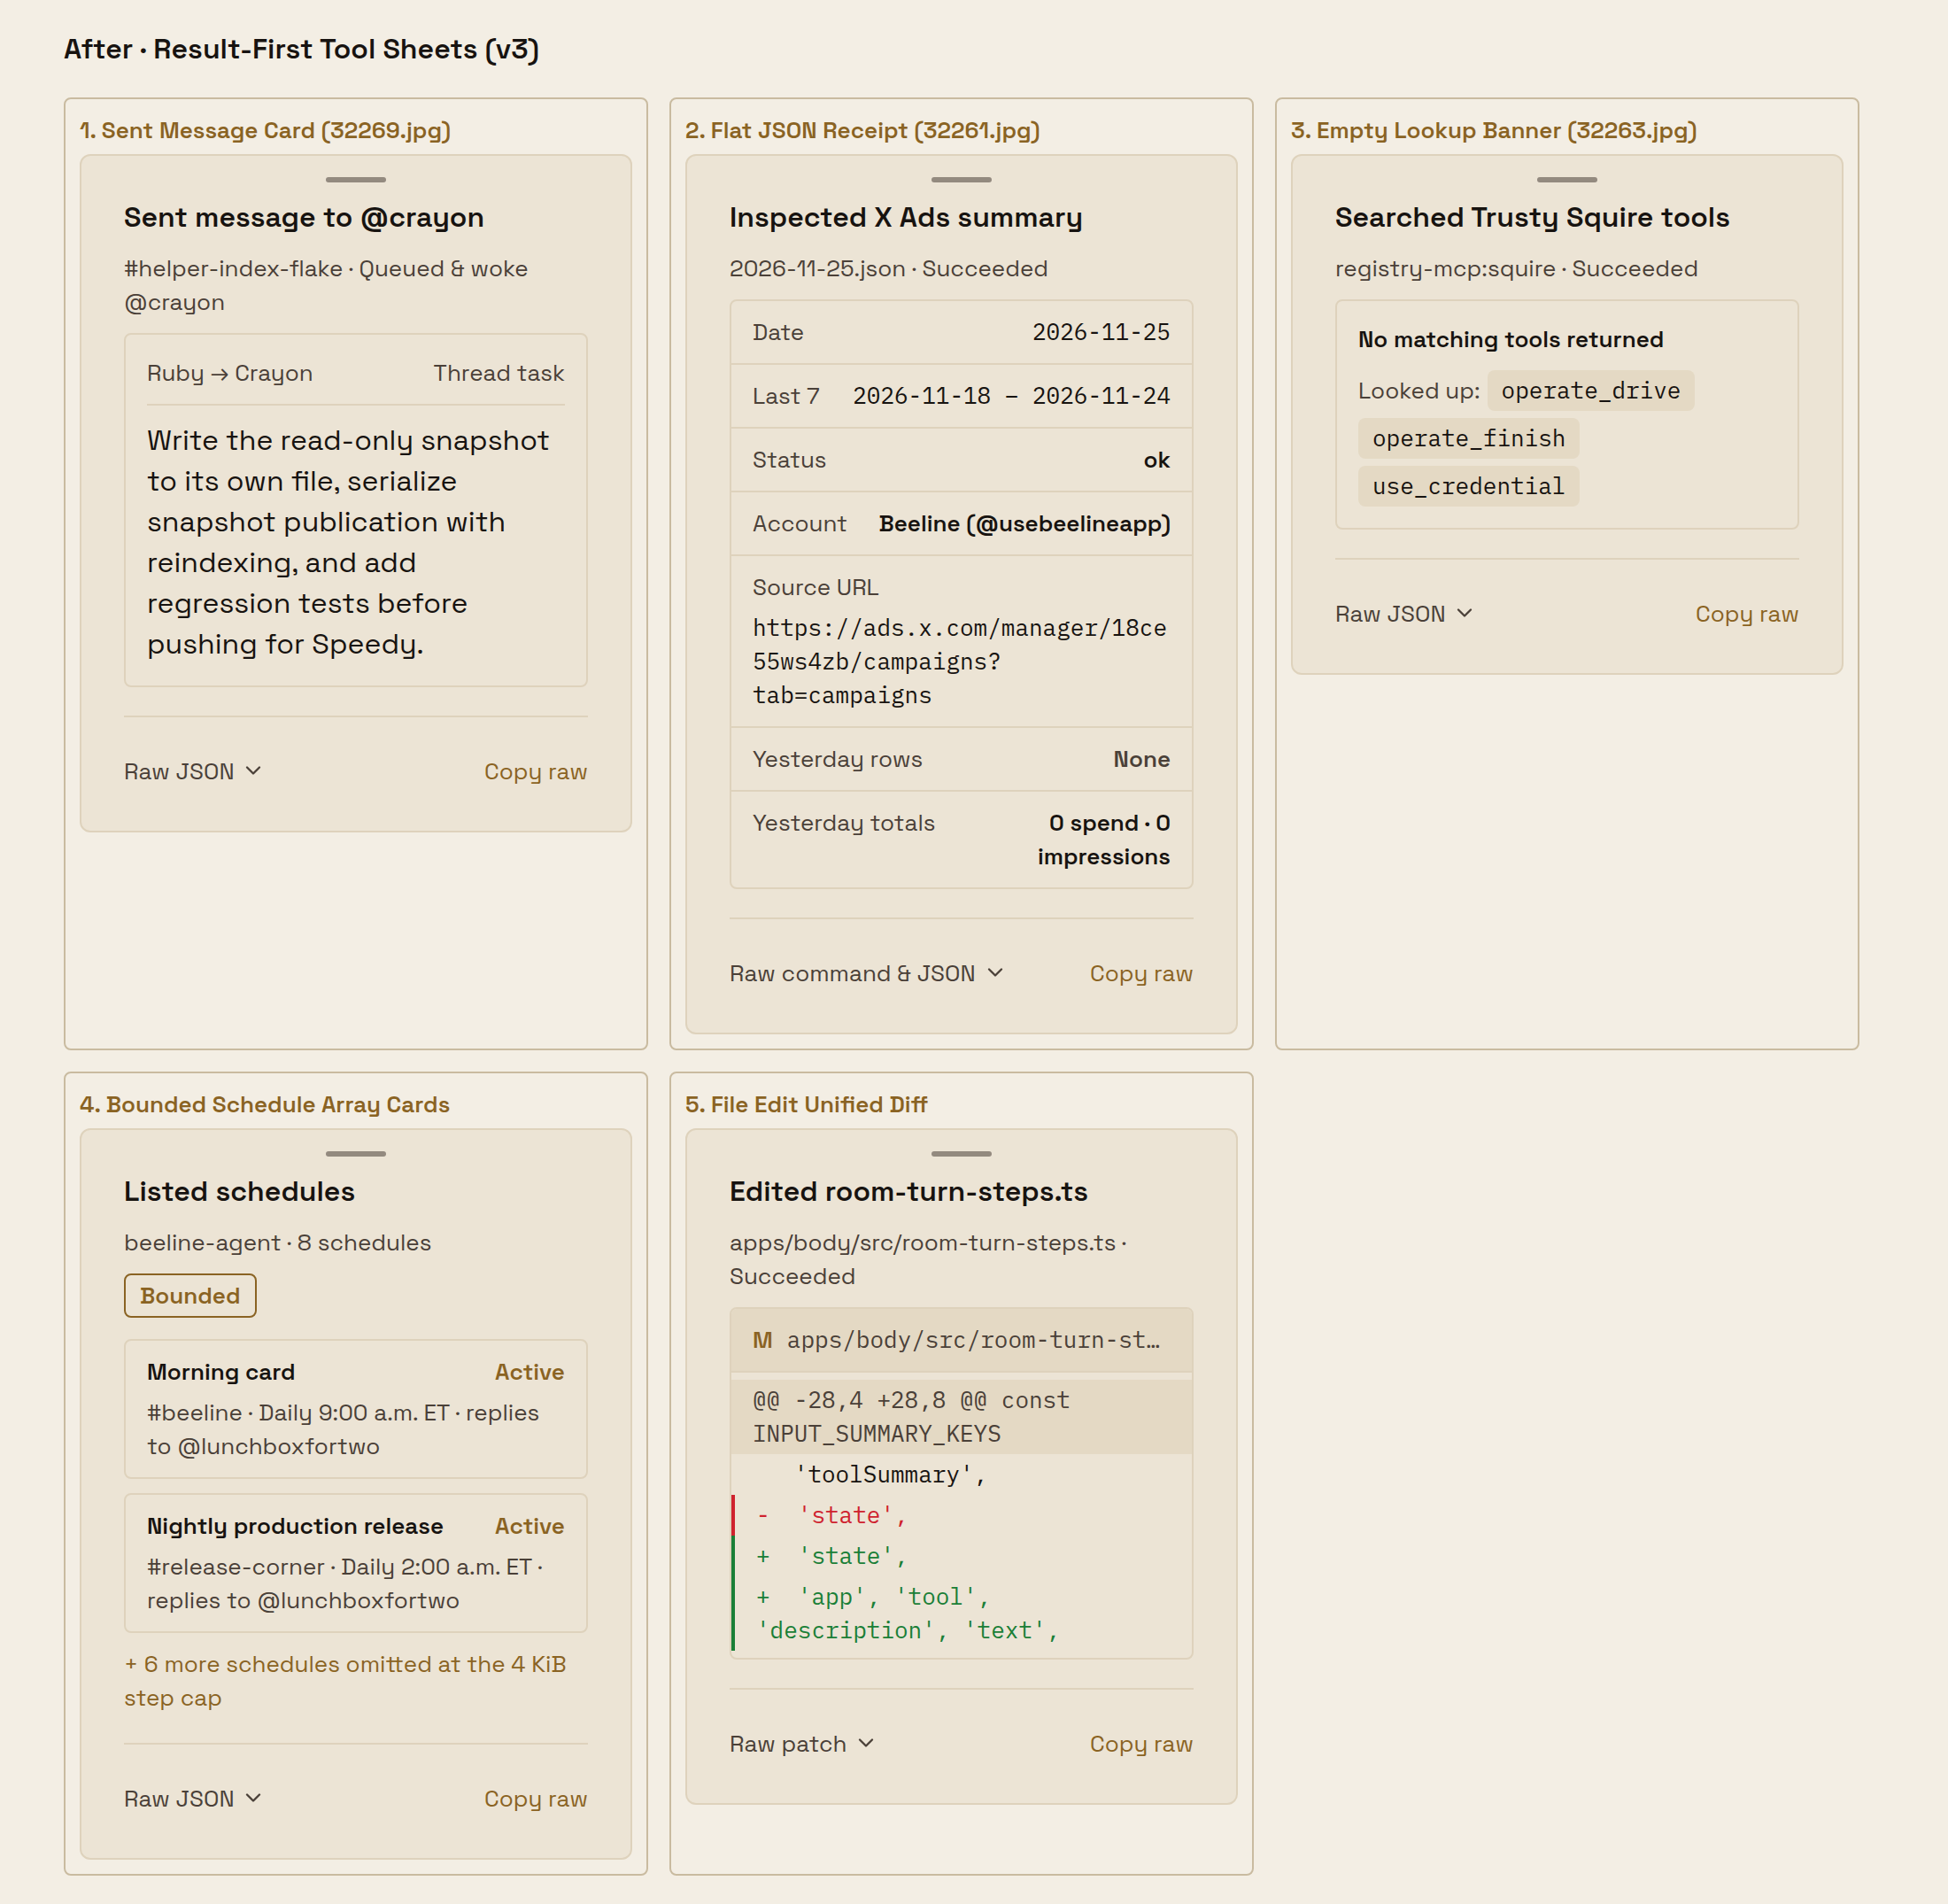 After · Result-First Tool Sheets (v3)
1. Sent Message Card (32269.jpg)
Sent message to @crayon
#helper-index-flake · Queued & woke
@crayon
Ruby → Crayon
Thread task
Write the read-only snapshot
to its own file, serialize
snapshot publication with
reindexing, and add
regression tests before
pushing for Speedy.
Raw JSON
Copy raw
2. Flat JSON Receipt (32261.jpg)
Inspected X Ads summary
2026-11-25.json · Succeeded
Date 2026-11-25
Last 7 2026-11-18 – 2026-11-24
Status ok
Account Beeline (@usebeelineapp)
Source URL
https://ads.x.com/manager/18ce
55ws4zb/campaigns?
tab=campaigns
Yesterday rows None
Yesterday totals 0 spend · 0
impressions
Raw command & JSON
Copy raw
3. Empty Lookup Banner (32263.jpg)
Searched Trusty Squire tools
registry-mcp:squire · Succeeded
No matching tools returned
Looked up: operate_drive
operate_finish
use_credential
Raw JSON
Copy raw
4. Bounded Schedule Array Cards
Listed schedules
beeline-agent · 8 schedules
Bounded
Morning card Active
#beeline · Daily 9:00 a.m. ET · replies
to @lunchboxfortwo
Nightly production release Active
#release-corner · Daily 2:00 a.m. ET ·
replies to @lunchboxfortwo
+ 6 more schedules omitted at the 4 KiB
step cap
Raw JSON
Copy raw
5. File Edit Unified Diff
Edited room-turn-steps.ts
apps/body/src/room-turn-steps.ts ·
Succeeded
M apps/body/src/room-turn-st…
@@ -28,4 +28,8 @@ const
INPUT_SUMMARY_KEYS
'toolSummary',
- 'state',
+ 'state',
+ 'app', 'tool',
'description', 'text',
Raw patch
Copy raw